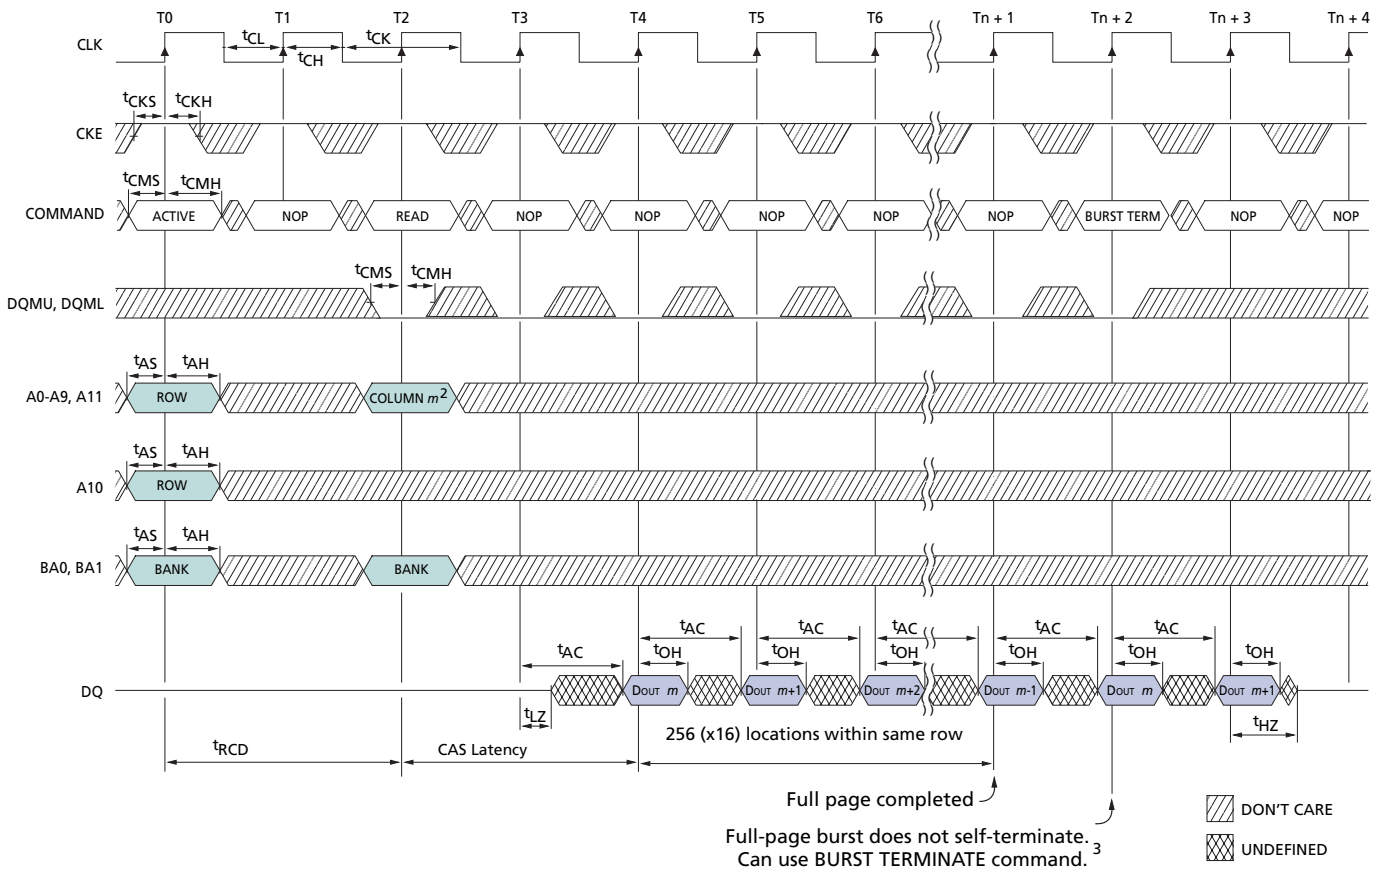 T0 T1 T2 T3 T4 T5 T6 Tn + 1 Tn + 2 Tn + 3 Tn + 4
CLK tCL tCH tCK
CKE tCKS tCKH
COMMAND tCMS tCMH
ACTIVE NOP READ NOP NOP NOP NOP NOP BURST TERM NOP NOP
DQMU, DQML tCMS tCMH
A0-A9, A11 tAS tAH
ROW COLUMN m2
A10 tAS tAH
ROW
BA0, BA1 tAS tAH
BANK BANK
tAC tAC tAC tAC tAC tAC
tOH tOH tOH tOH tOH tOH
DQ DOUT m DOUT m+1 DOUT m+2 DOUT m-1 DOUT m DOUT m+1
tLZ tHZ
256 (x16) locations within same row
tRCD CAS Latency
Full page completed
Full-page burst does not self-terminate.
Can use BURST TERMINATE command. 3
DON'T CARE
UNDEFINED